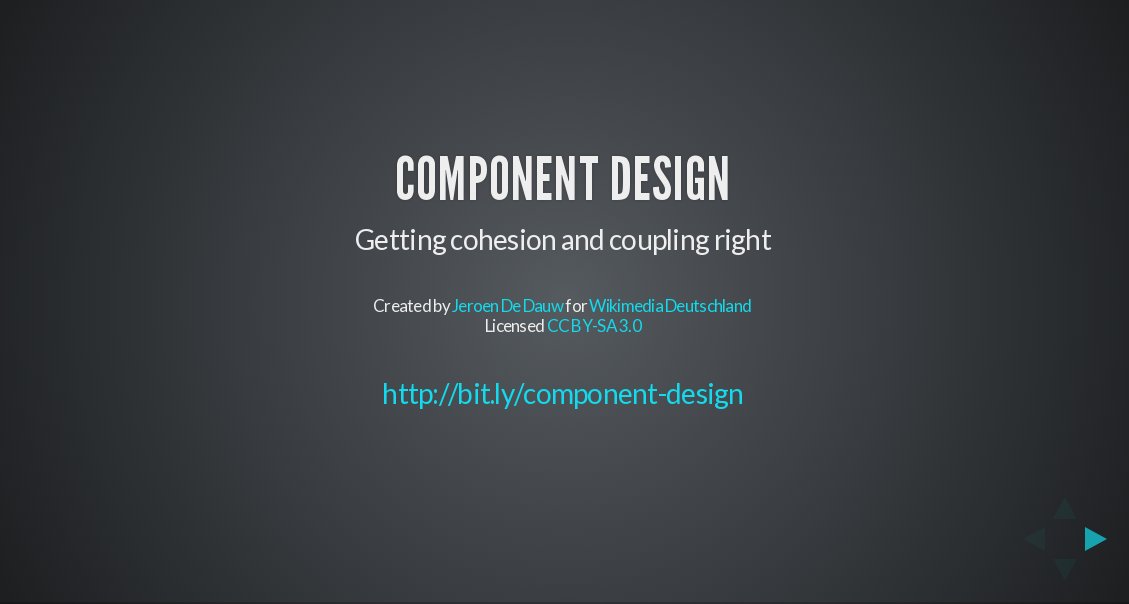 COMPONENT DESIGN
Getting cohesion and coupling right
Created by Jeroen De Dauw for Wikimedia Deutschland
Licensed CC BY-SA 3.0
http://bit.ly/component-design